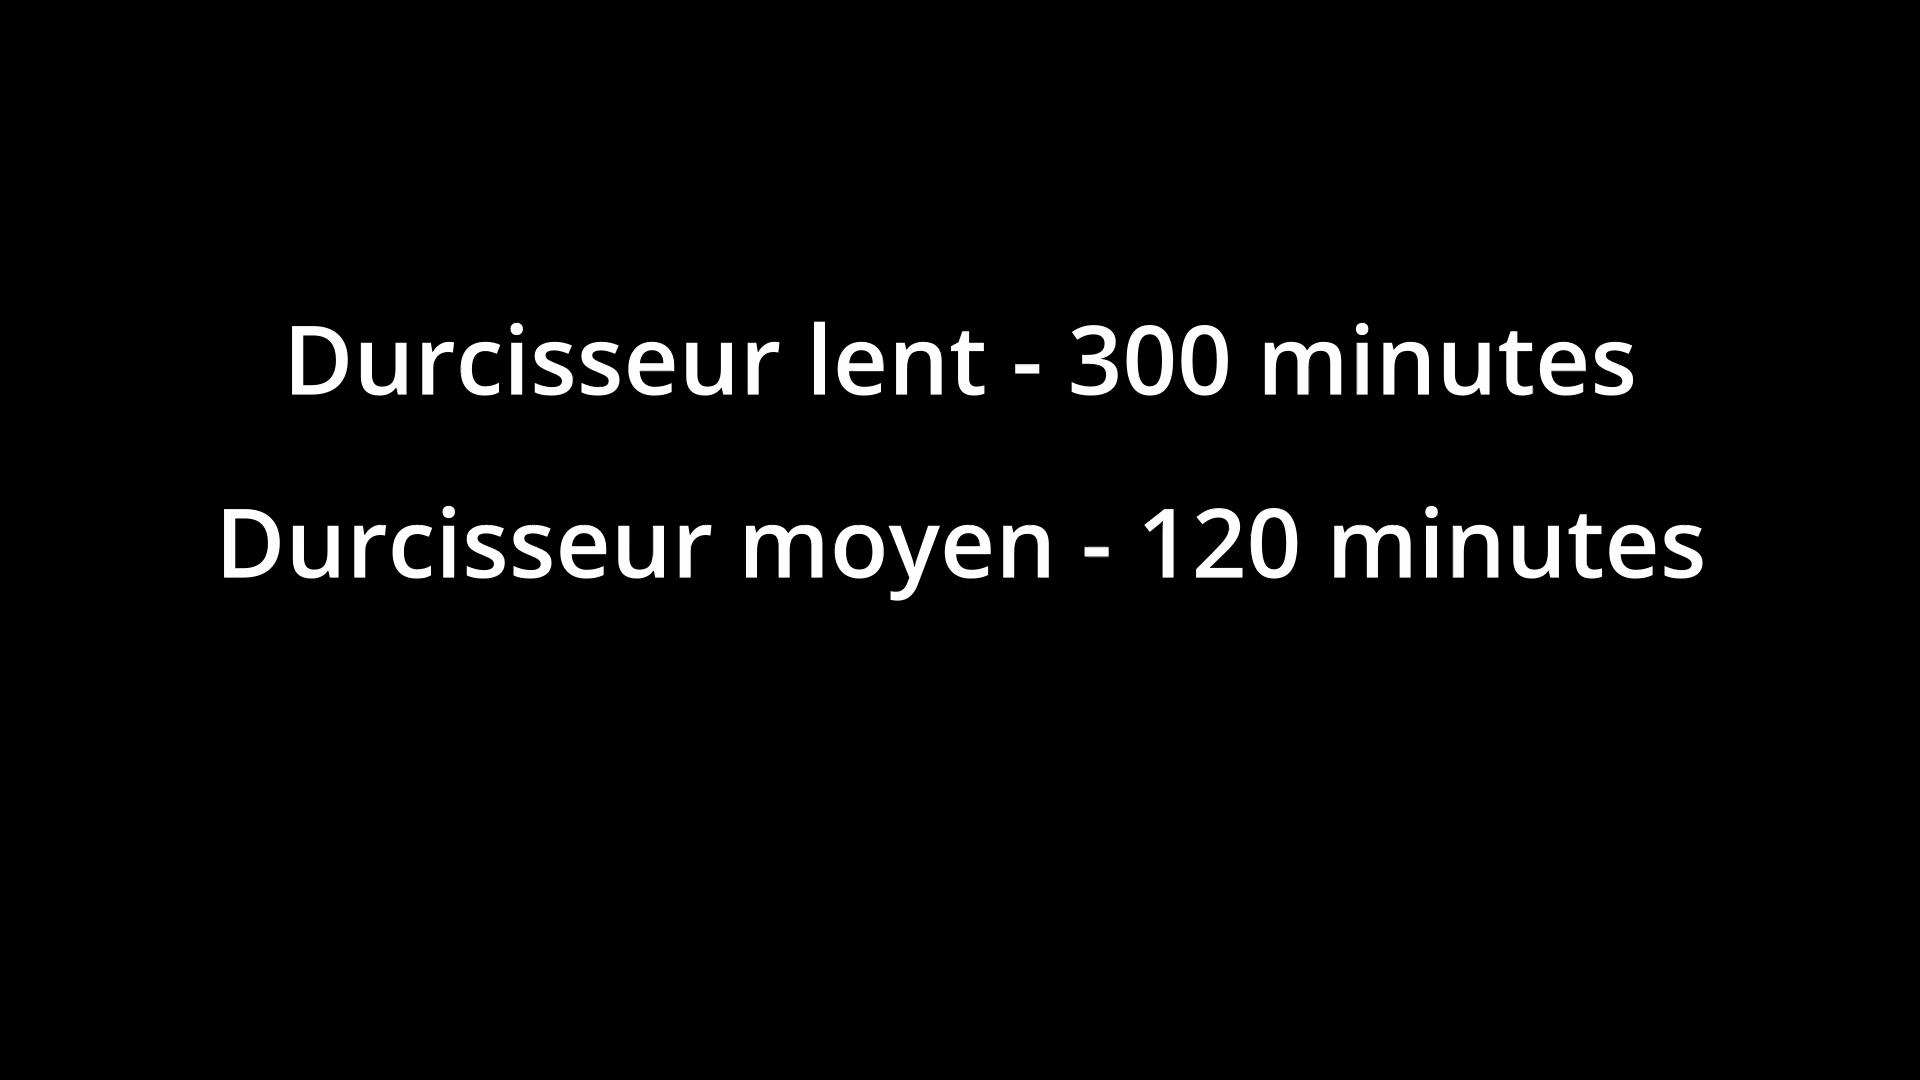 Durcisseur lent - 300 minutes
Durcisseur moyen - 120 minutes